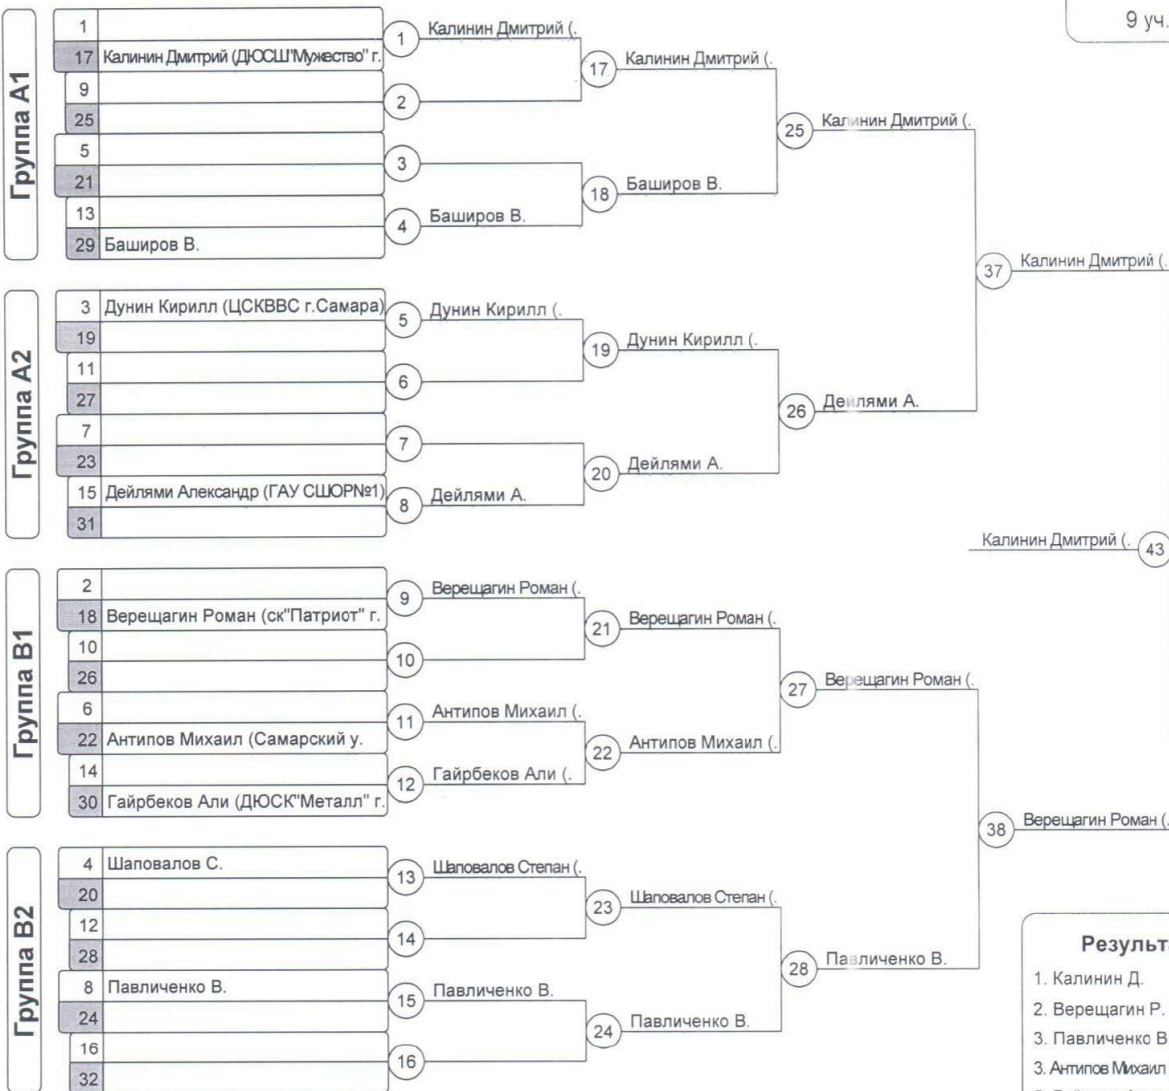 9 уч.
Группа А1
1
17 Калинин Дмитрий (ДЮСШ"Мужество" г.
9
25
5
21
13
29 Баширов В.
1 Калинин Дмитрий (.
2
3
4 Баширов В.
17 Калинин Дмитрий (.
18 Баширов В.
25 Калинин Дмитрий (.
37 Калинин Дмитрий (.
Группа А2
3 Дунин Кирилл (ЦСКВВС г.Самара)
19
11
27
7
23
15 Дейлями Александр (ГАУ СШОР№1)
31
5 Дунин Кирилл (.
6
7
8 Дейлями А.
19 Дунин Кирилл (.
20 Дейлями А.
26 Дейлями А.
Калинин Дмитрий (. 43
Группа В1
2
18 Верещагин Роман (ск"Патриот" г.
10
26
6
22 Антипов Михаил (Самарский у.
14
30 Гайрбеков Али (ДЮСК"Металл" г.
9 Верещагин Роман (.
10
11 Антипов Михаил (.
12 Гайрбеков Али (.
21 Верещагин Роман (.
22 Антипов Михаил (.
27 Верещагин Роман (.
38 Верещагин Роман (.
Группа В2
4 Шаповалов С.
20
12
28
8 Павличенко В.
24
16
32
13 Шаповалов Степан (.
14
15 Павличенко В.
16
23 Шаповалов Степан (.
24 Павличенко В.
28 Павличенко В.
Результ
1. Калинин Д.
2. Верещагин Р.
3. Павличенко В
3. Антипов Михаил